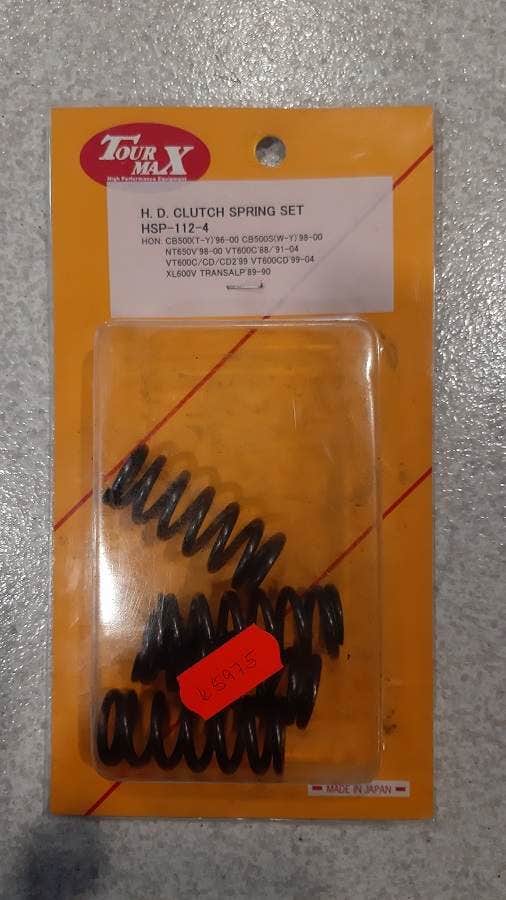 TOUR MAX
High Performance Equipment
H. D. CLUTCH SPRING SET
HSP-112-4
HON: CB500(T-Y)'96-00 CB500S(W-Y)'98-00
NT650V'98-00 VT600C'88/'91-04
VT600C/CD/CD2'99 VT600CD'99-04
XL600V TRANSALP'89-90
65975
MADE IN JAPAN